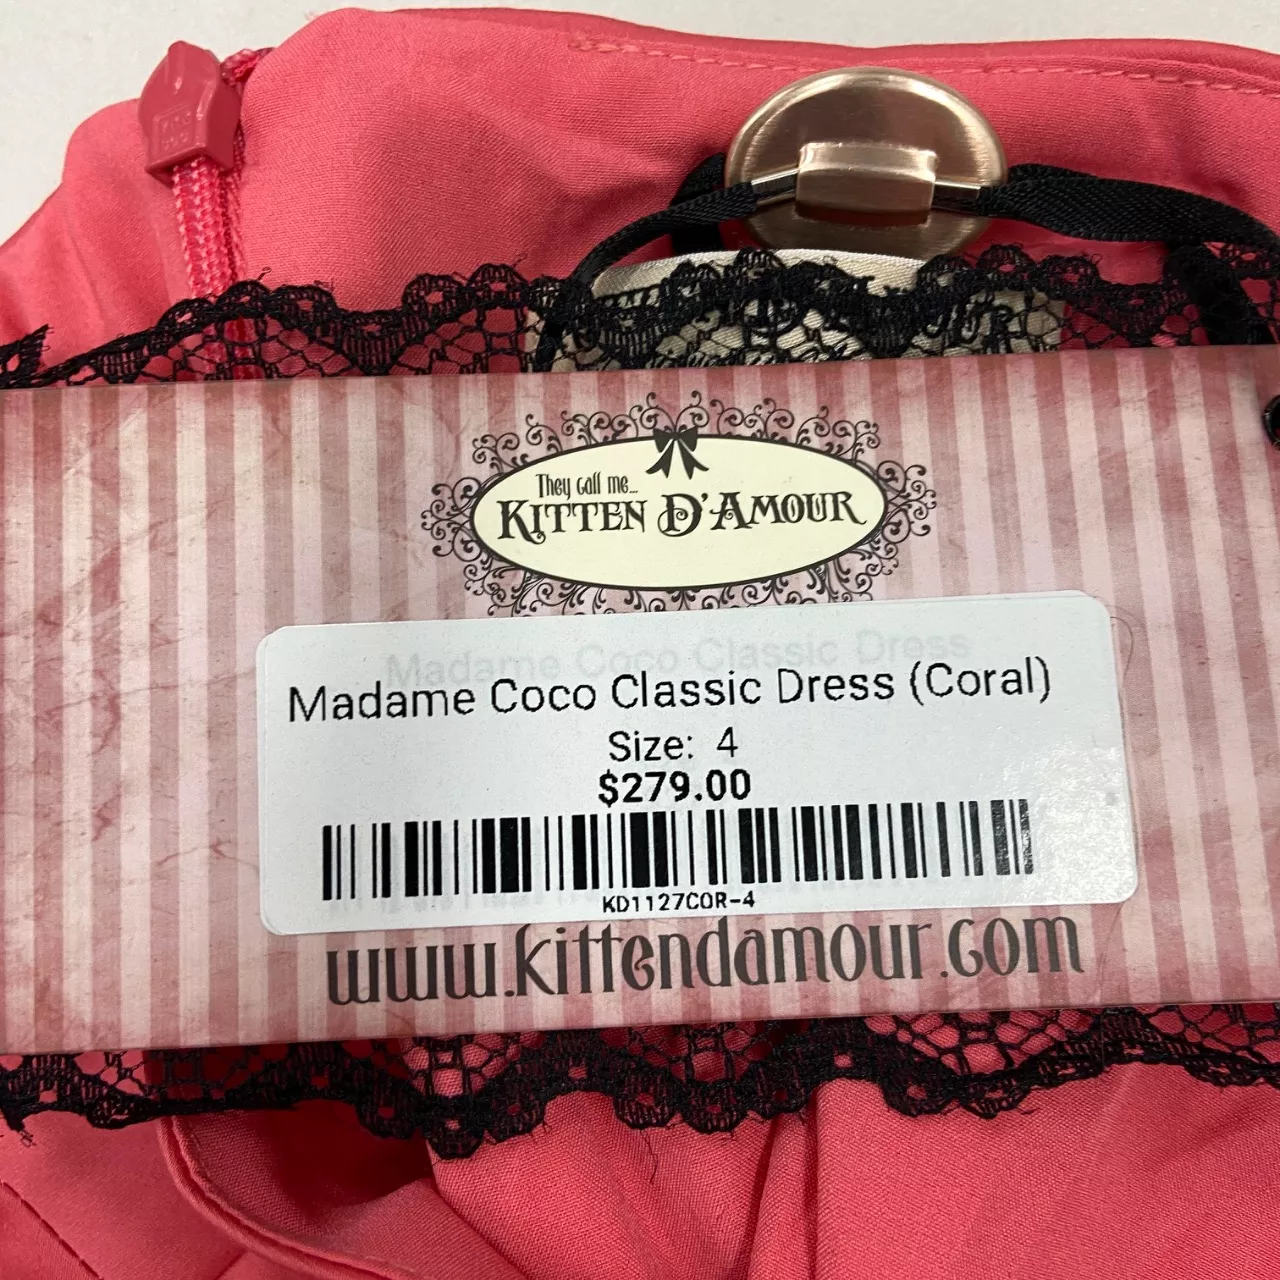 They call me...
KITTEN D'AMOUR
Madame Coco Classic Dress
Madame Coco Classic Dress (Coral)
Size: 4
$279.00
KD1127COR-4
www.kittendamour.com